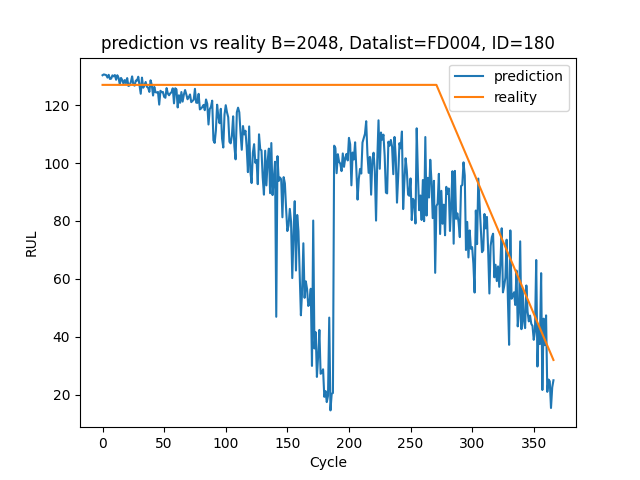 prediction vs reality B=2048, Datalist=FD004, ID=180
prediction
reality
RUL
120
100
80
60
40
20
0 50 100 150 200 250 300 350
Cycle